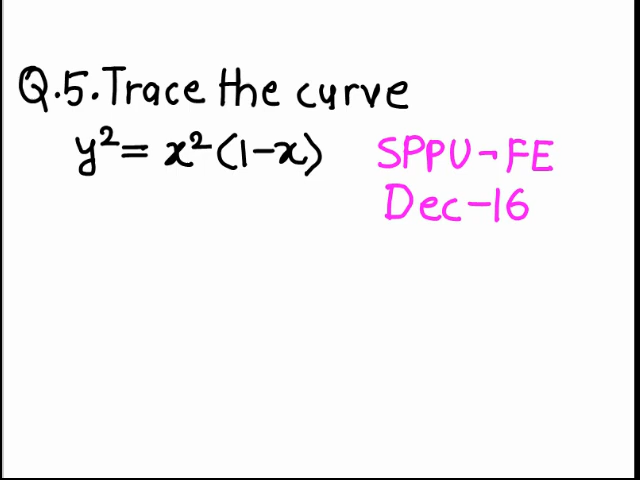 Q.5. Trace the curve
y² = x² (1-x)
SPPU - FE
Dec-16